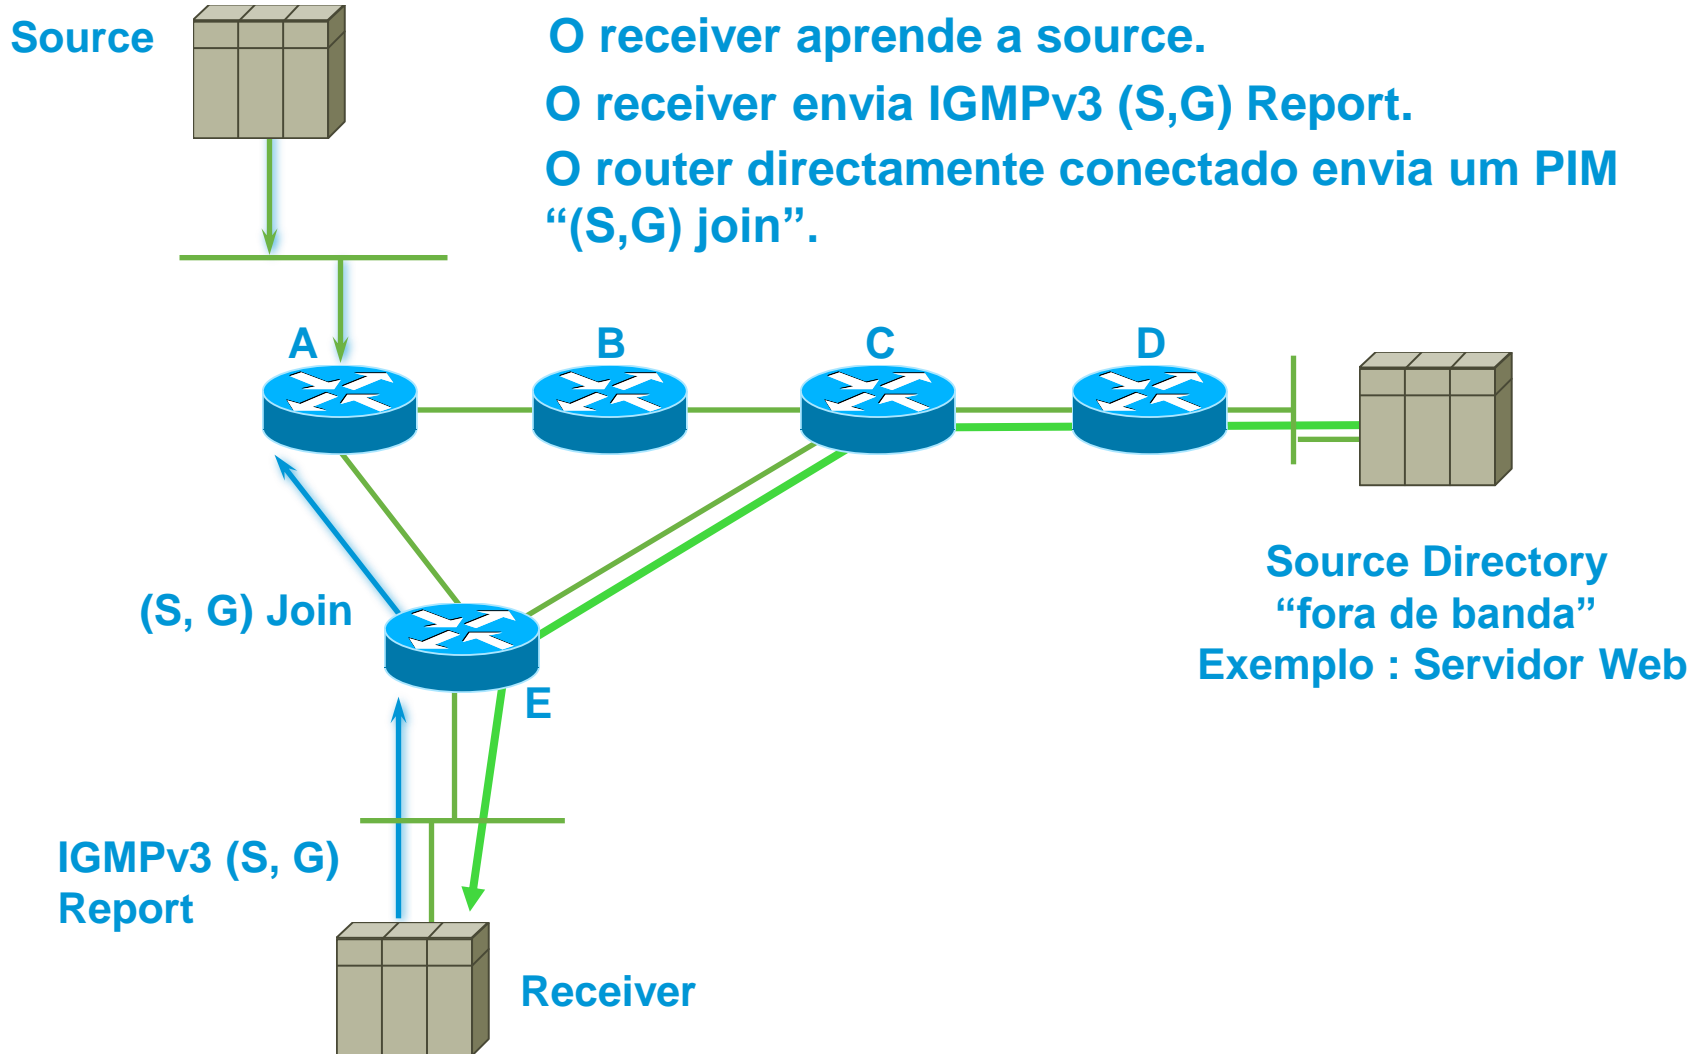 Source
O receiver aprende a source.
O receiver envia IGMPv3 (S,G) Report.
O router directamente conectado envia um PIM
“(S,G) join”.
A
B
C
D
Source Directory
“fora de banda”
Exemplo : Servidor Web
(S, G) Join
E
IGMPv3 (S, G)
Report
Receiver